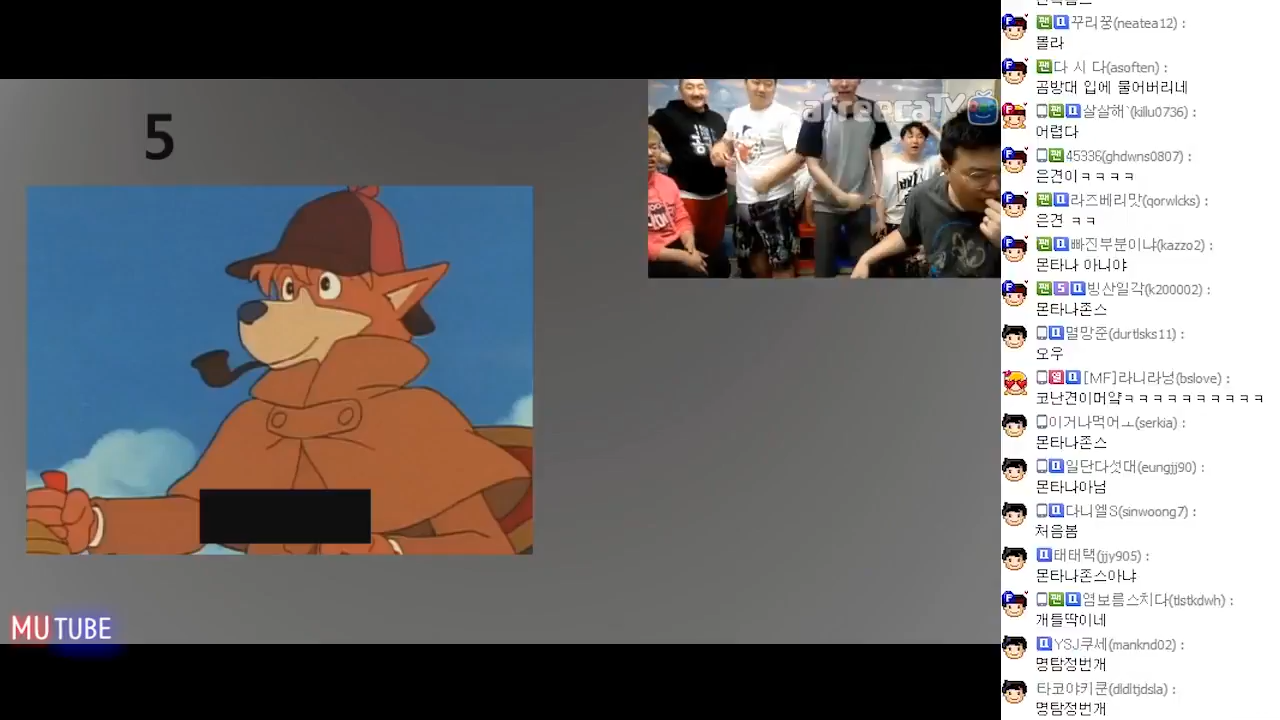 5
afreecaTV
MU TUBE
꾸리꿍(neatea12) :
몰라
다 시 다(asoften) :
곰방대 입에 물어버리네
살살해`(killu0736) :
어렵다
45336(ghdwns0807) :
은견이ㅋㅋㅋㅋ
라즈베리맛(qorwlcks) :
은견 ㅋㅋ
빠진부분이냐(kazzo2) :
몬타나 아니야
빙산일각(k200002) :
몬타나존스
멸망준(durtlsks11) :
오우
[MF]라니라넝(bslove) :
코난견이머얔ㅋㅋㅋㅋㅋㅋㅋㅋㅋ
이거나먹어ㅗ(serkia) :
몬타나존스
일단다섯대(eungjj90) :
몬타나아님
다니엘S(sinwoong7) :
처음봄
태태택(jjy905) :
몬타나존스아냐
염보름스치다(tlstkdwh) :
개틀딱이네
YSJ쿠세(manknd02) :
명탐정번개
타코야키쿤(dldltjdsla) :
명탐정번개